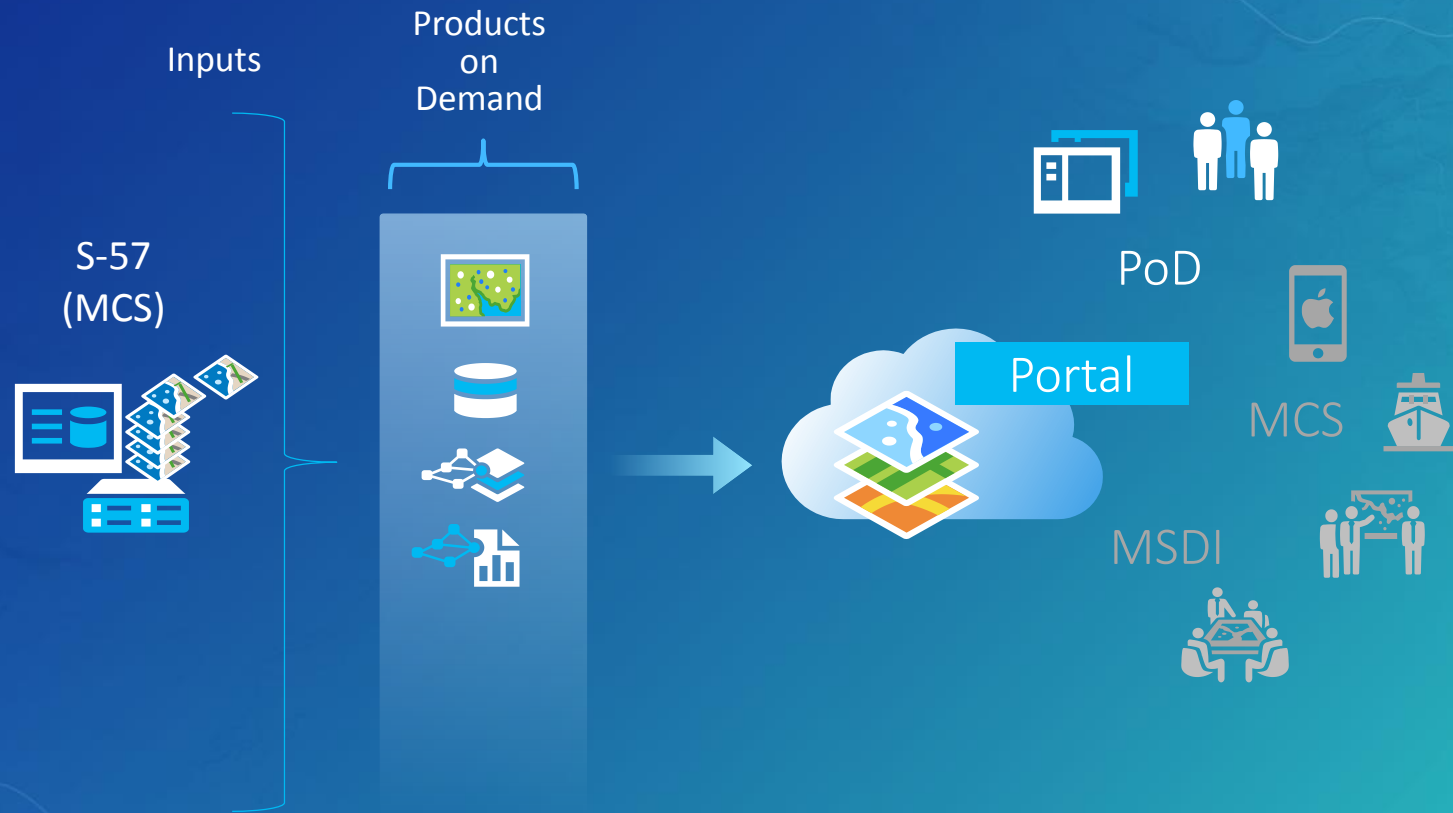 Inputs
Products
on
Demand
S-57
(MCS)
PoD
Portal
MCS
MSDI